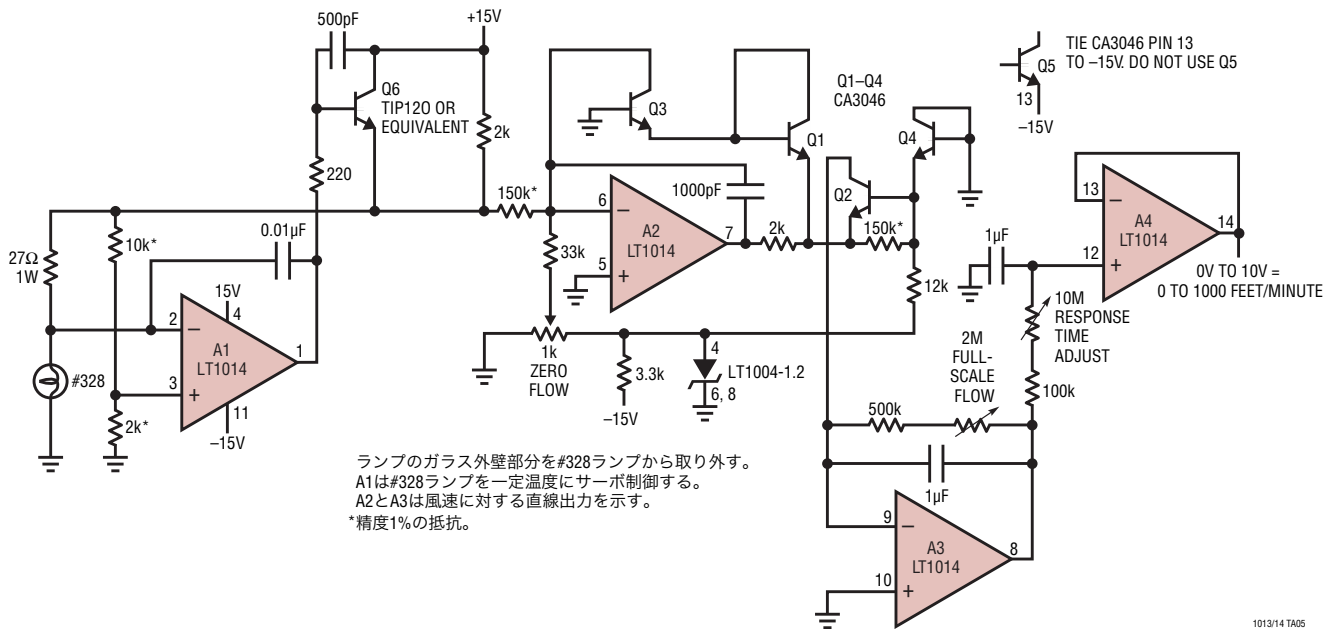 500pF
+15V
Q6
TIP120 OR
EQUIVALENT
2k
220
150k*
10k*
0.01µF
27Ω
1W
15V
4
2
−
A1
LT1014
1
3
+
11
–15V
#328
2k*
Q3
Q1–Q4
CA3046
Q1
Q4
Q2
Q5
13
–15V
TIE CA3046 PIN 13
TO –15V. DO NOT USE Q5
1000pF
6
−
A2
LT1014
7
5
+
2k
150k*
33k
12k
1k
ZERO
FLOW
3.3k
–15V
4
LT1004-1.2
6, 8
1µF
13
−
A4
LT1014
14
12
+
0V TO 10V =
0 TO 1000 FEET/MINUTE
10M
RESPONSE
TIME
ADJUST
2M
FULL-
SCALE
FLOW
100k
500k
1µF
9
−
A3
LT1014
8
10
+
ランプのガラス外壁部分を#328ランプから取り外す。
A1は#328ランプを一定温度にサーボ制御する。
A2とA3は風速に対する直線出力を示す。
*精度1%の抵抗。
1013/14 TA05